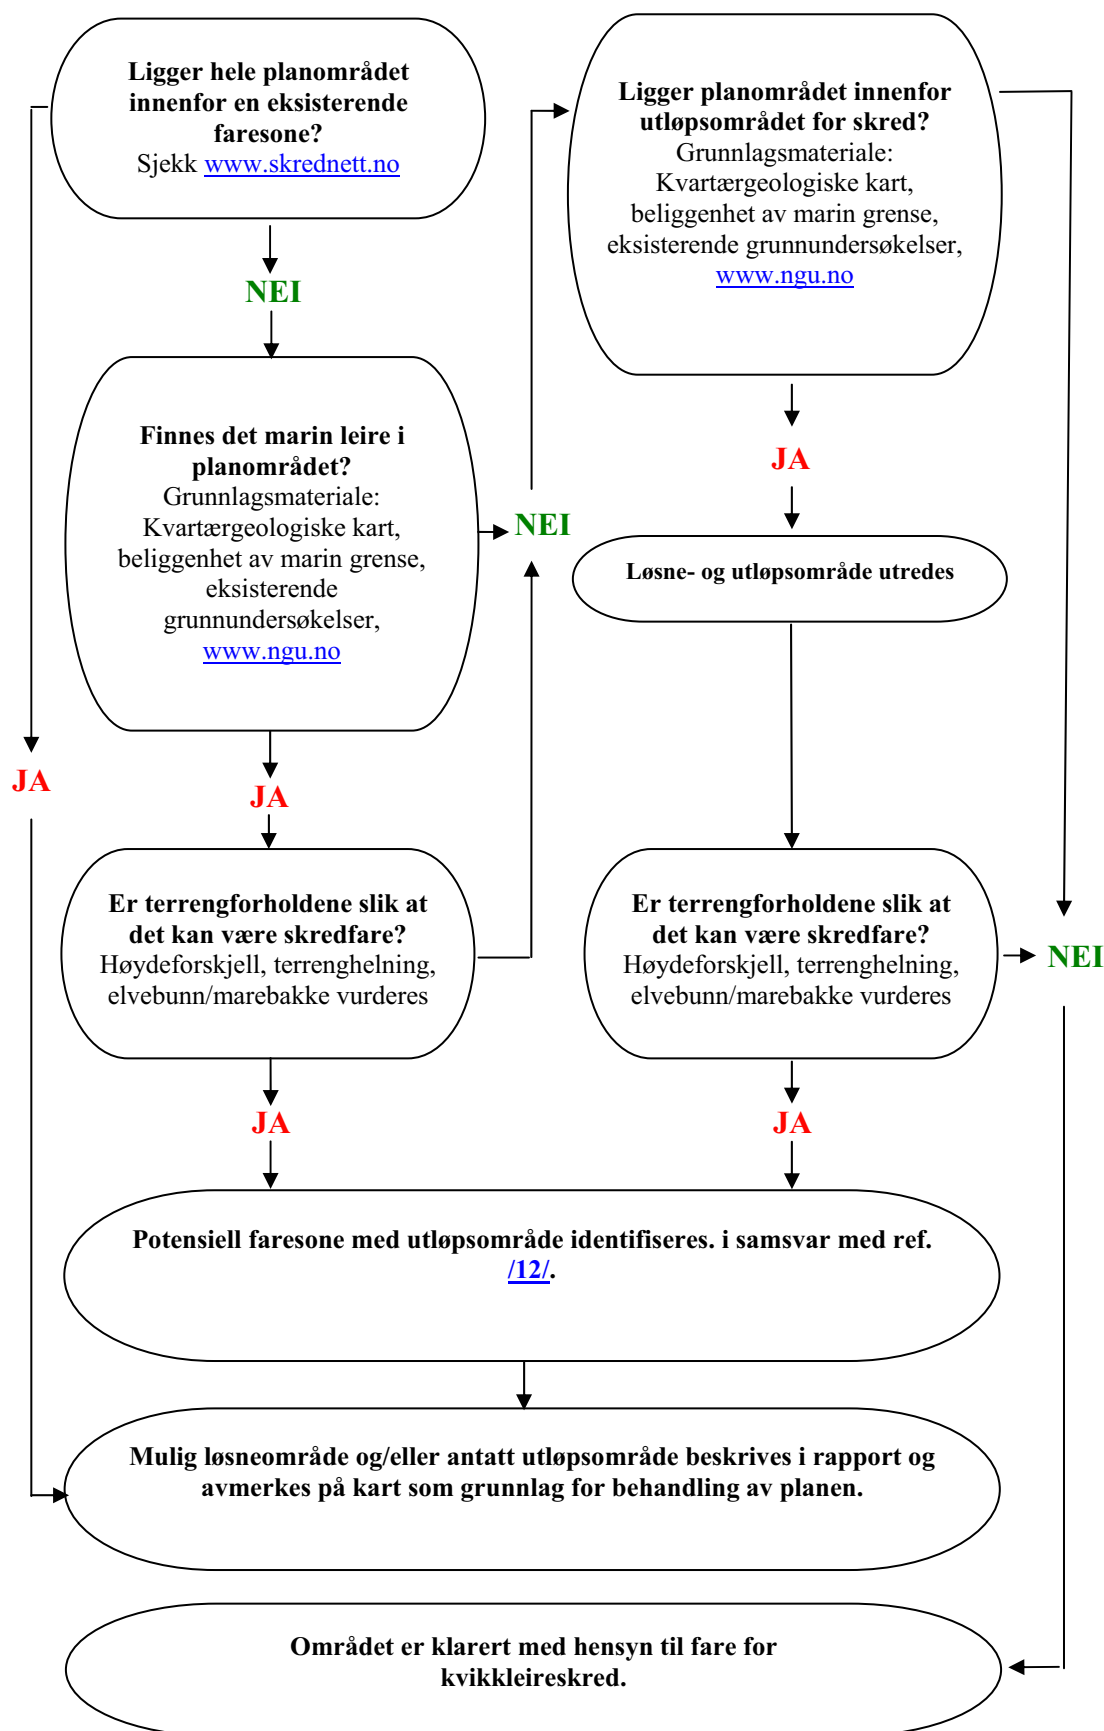 Ligger hele planområdet
innenfor en eksisterende
faresone?
Sjekk www.skrednett.no
NEI
Finnes det marin leire i
planområdet?
Grunnlagsmateriale:
Kvartærgeologiske kart,
beliggenhet av marin grense,
eksisterende
grunnundersøkelser,
www.ngu.no
NEI
JA
JA
Er terrengforholdene slik at
det kan være skredfare?
Høydeforskjell, terrenghelning,
elvebunn/marebakke vurderes
JA
Ligger planområdet innenfor
utløpsområdet for skred?
Grunnlagsmateriale:
Kvartærgeologiske kart,
beliggenhet av marin grense,
eksisterende grunnundersøkelser,
www.ngu.no
JA
Løsne- og utløpsområde utredes
Er terrengforholdene slik at
det kan være skredfare?
Høydeforskjell, terrenghelning,
elvebunn/marebakke vurderes
NEI
JA
Potensiell faresone med utløpsområde identifiseres. i samsvar med ref.
/12/.
Mulig løsneområde og/eller antatt utløpsområde beskrives i rapport og
avmerkes på kart som grunnlag for behandling av planen.
Området er klarert med hensyn til fare for
kvikkleireskred.